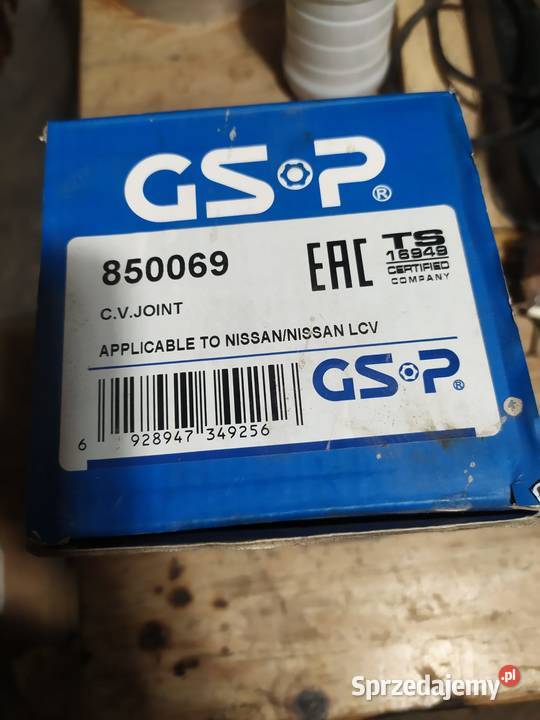 GSP®
850069
EAC
TS
16949
CERTIFIED
COMPANY
C.V.JOINT
APPLICABLE TO NISSAN/NISSAN LCV
GSP®
6 928947 349256
Sprzedajemy.pl